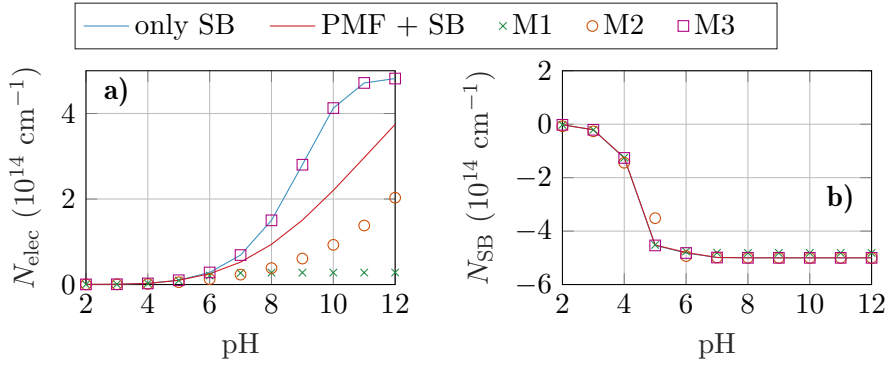 only SB PMF + SB M1 M2 M3
a)
N_elec (10^14 cm^−1)
0
2
4
2 4 6 8 10 12
pH
b)
N_SB (10^14 cm^−1)
2
0
−2
−4
−6
2 4 6 8 10 12
pH